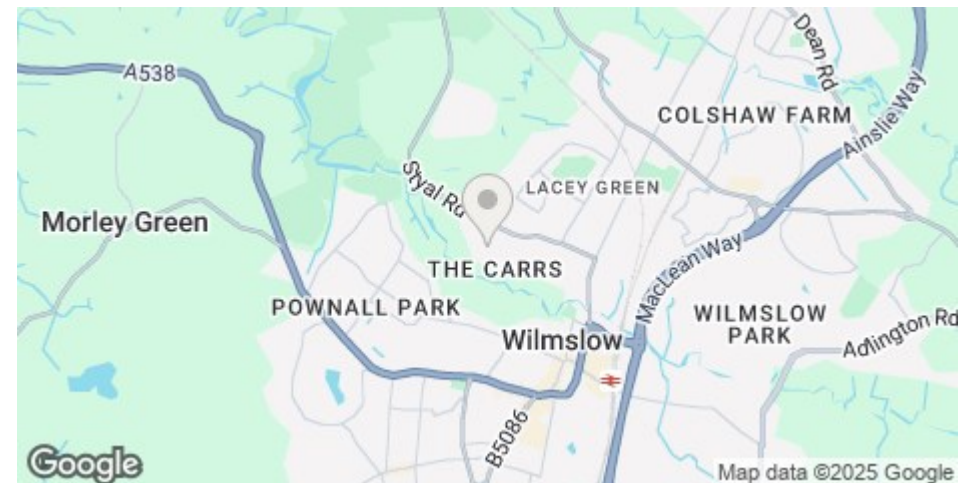 A538
Dean Rd
COLSHAW FARM
Ainslie Way
Styal Rd
LACEY GREEN
Morley Green
MacLean Way
THE CARRS
POWNALL PARK
WILMSLOW
PARK
Wilmslow
Adlington Rd
B5086
Google
Map data ©2025 Google